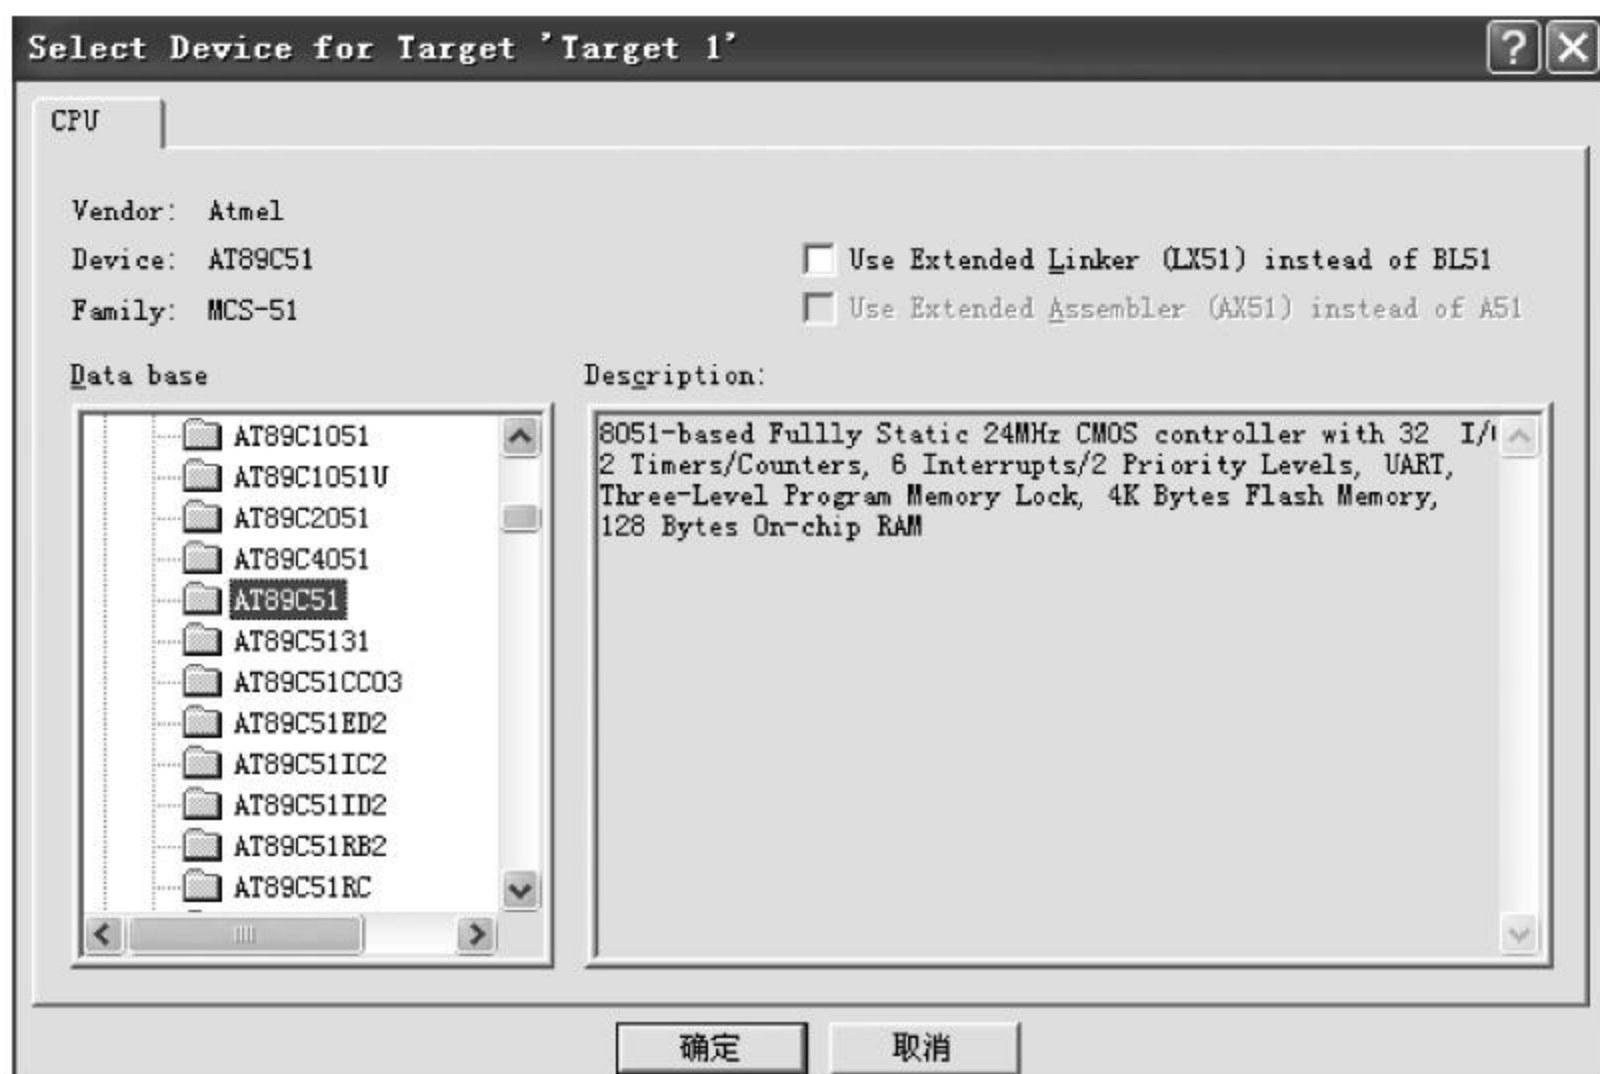 Select Device for Target 'Target 1'
CPU
Vendor: Atmel
Device: AT89C51
Family: MCS-51
Use Extended Linker (LX51) instead of BL51
Use Extended Assembler (AX51) instead of A51
Data base
Description:
AT89C1051
AT89C1051U
AT89C2051
AT89C4051
AT89C51
AT89C5131
AT89C51CC03
AT89C51ED2
AT89C51IC2
AT89C51ID2
AT89C51RB2
AT89C51RC
8051-based Fullly Static 24MHz CMOS controller with 32
2 Timers/Counters, 6 Interrupts/2 Priority Levels, UART,
Three-Level Program Memory Lock, 4K Bytes Flash Memory,
128 Bytes On-chip RAM
确定
取消